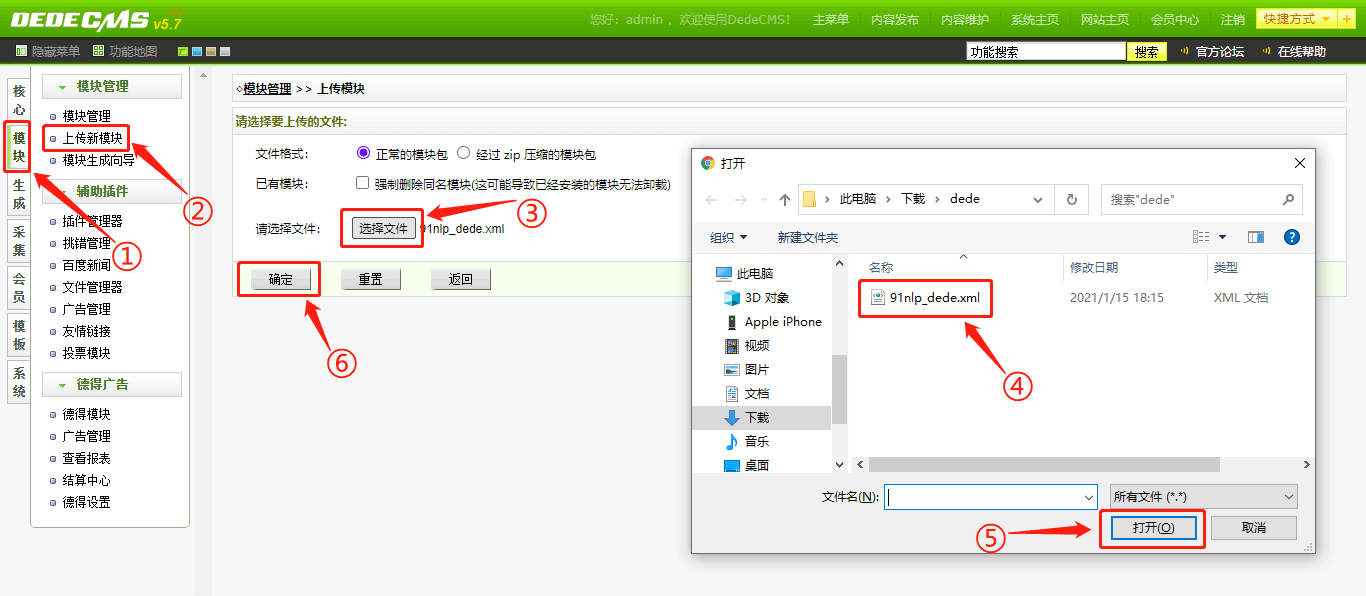 DEDECMS v5.7
您好：admin ，欢迎使用DedeCMS！ 主菜单 内容发布 内容维护 系统主页 网站主页 会员中心 注销 快捷方式 +
隐藏菜单 功能地图 功能搜索 搜索 官方论坛 在线帮助
核心
模块
生成
采集
会员
模板
系统
模块管理
模块管理
上传新模块
模块生成向导
辅助插件
插件管理器
挑错管理
百度新闻
文件管理器
广告管理
友情链接
投票模块
德得广告
德得模块
广告管理
查看报表
结算中心
德得设置
①
②
◇模块管理 >> 上传模块
请选择要上传的文件:
文件格式： 正常的模块包 经过 zip 压缩的模块包
已有模块： 强制删除同名模块(这可能导致已经安装的模块无法卸载)
请选择文件： 选择文件 91nlp_dede.xml
③
确定 重置 返回
⑥
打开
此电脑 › 下载 › dede
搜索"dede"
组织 新建文件夹
此电脑
3D 对象
Apple iPhone
视频
图片
文档
下载
音乐
桌面
名称 修改日期 类型
91nlp_dede.xml 2021/1/15 18:15 XML 文档
④
文件名(N): 所有文件 (*.*)
⑤
打开(O) 取消